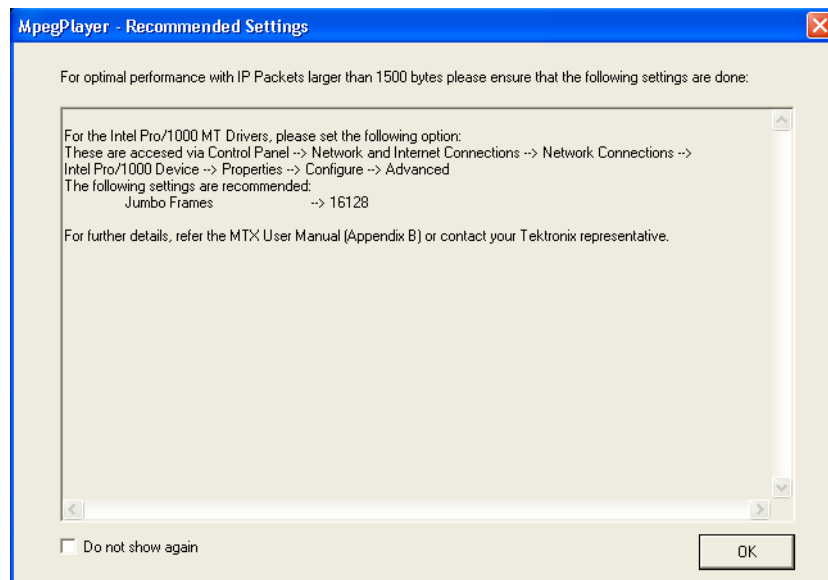 MpegPlayer - Recommended Settings
For optimal performance with IP Packets larger than 1500 bytes please ensure that the following settings are done:
For the Intel Pro/1000 MT Drivers, please set the following option:
These are accesed via Control Panel --> Network and Internet Connections --> Network Connections -->
Intel Pro/1000 Device --> Properties --> Configure --> Advanced
The following settings are recommended:
Jumbo Frames --> 16128
For further details, refer the MTX User Manual (Appendix B) or contact your Tektronix representative.
Do not show again
OK